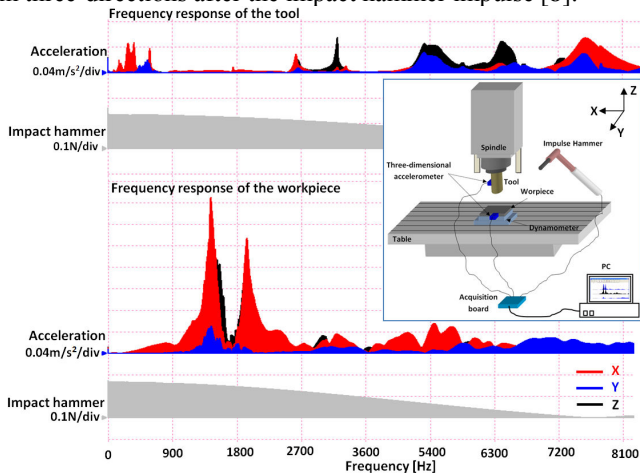 in three directions after the impact hammer impulse [8].
Frequency response of the tool
Acceleration
0.04m/s²/div
Impact hammer
0.1N/div
Z
X
Y
Spindle
Impulse Hammer
Three-dimensional
accelerometer
Tool
Worpiece
Dynamometer
Table
PC
Acquisition
board
Frequency response of the workpiece
Acceleration
0.04m/s²/div
Impact hammer
0.1N/div
X
Y
Z
0 900 1800 2700 3600 4500 5400 6300 7200 8100
Frequency [Hz]